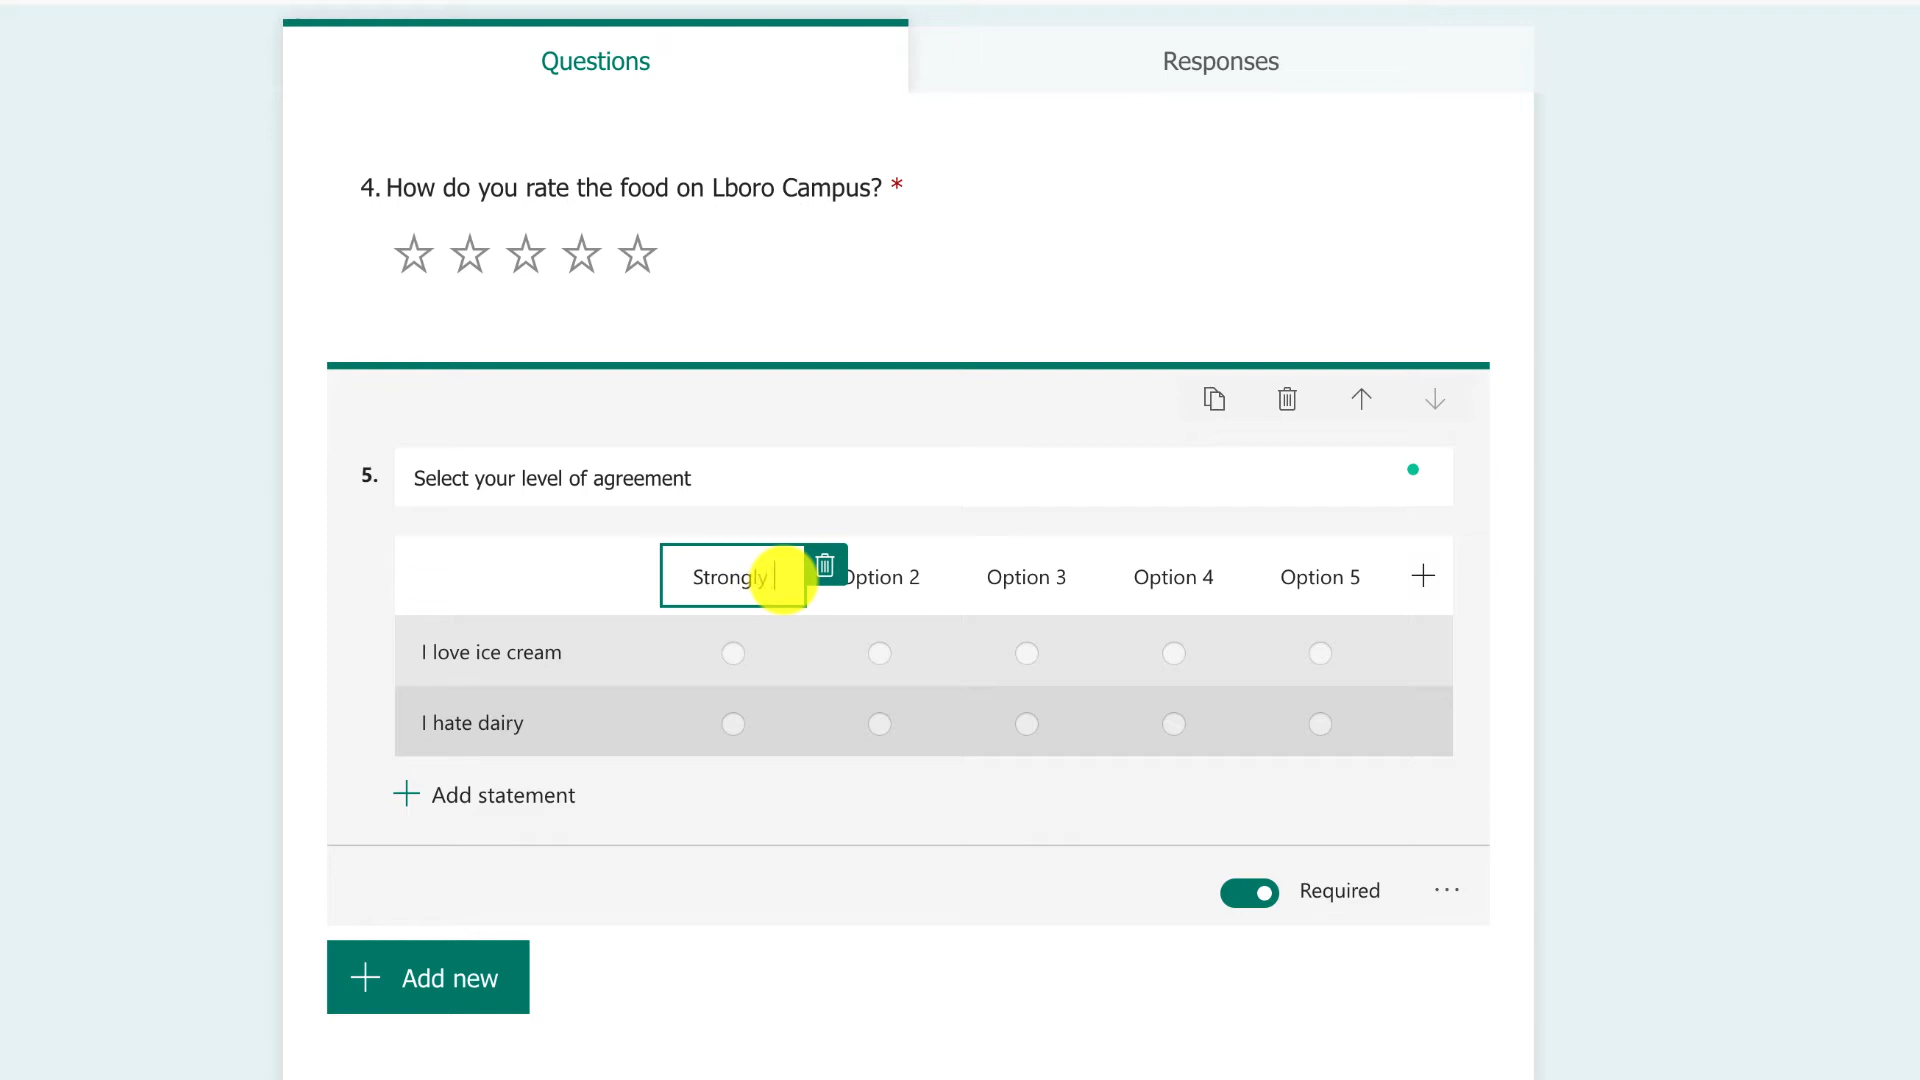 Questions
Responses
4. How do you rate the food on Lboro Campus? *
5.
Select your level of agreement
Strongly
Option 2
Option 3
Option 4
Option 5
I love ice cream
I hate dairy
Add statement
Required
Add new